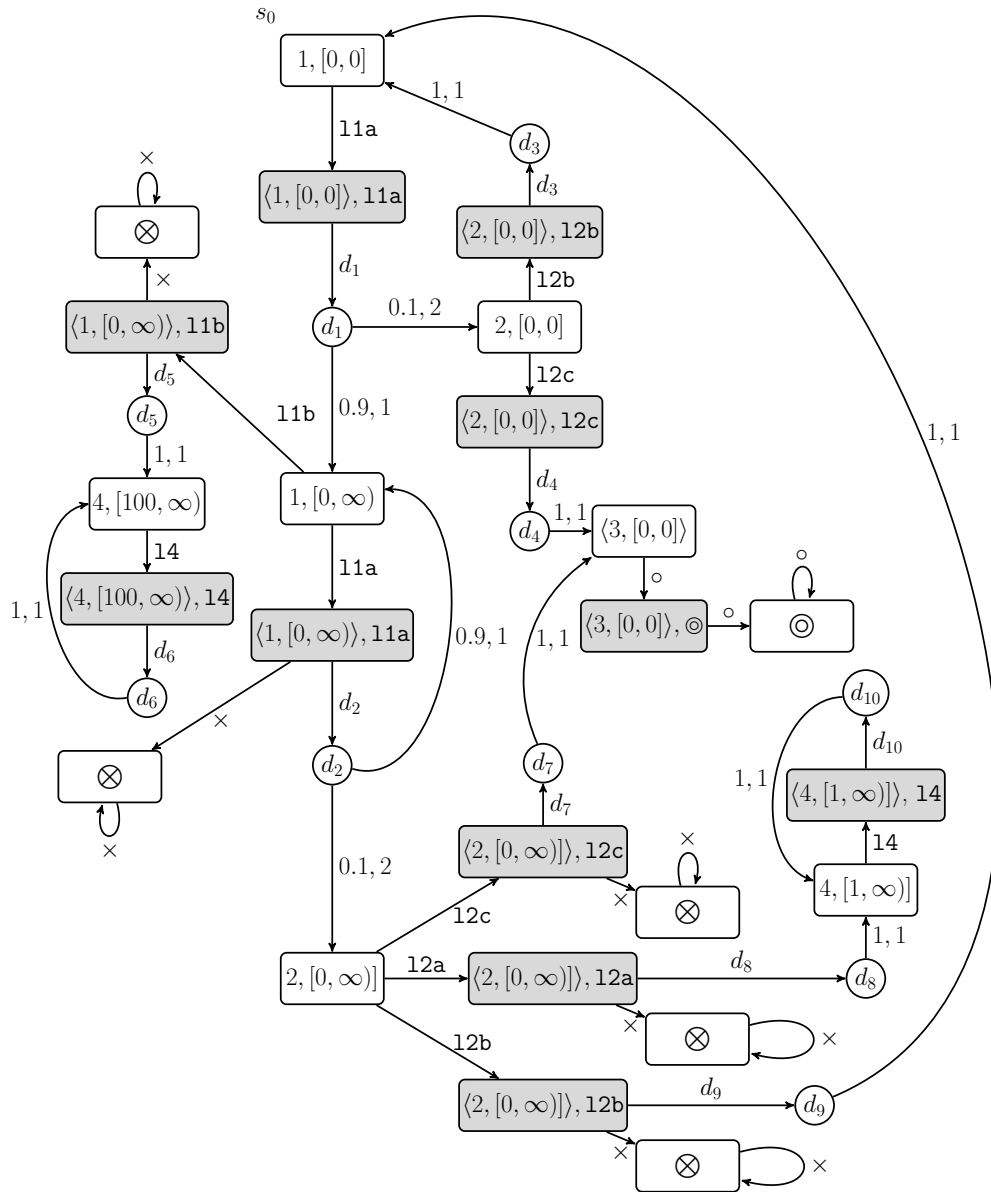 s₀
1, [0, 0]
1, 1
l1a
d₃
×
⟨1, [0, 0]⟩, l1a
d₃
⊗
⟨2, [0, 0]⟩, l2b
d₁
×
l2b
⟨1, [0, ∞)⟩, l1b
d₁
0.1, 2
2, [0, 0]
d₅
l2c
d₅
l1b
0.9, 1
⟨2, [0, 0]⟩, l2c
1, 1
1, 1
d₄
4, [100, ∞)
1, [0, ∞)
d₄
1, 1
⟨3, [0, 0]⟩
l4
l1a
∘
∘
⟨4, [100, ∞)⟩, l4
1, 1
⟨1, [0, ∞)⟩, l1a
⟨3, [0, 0]⟩, ⊚
∘
⊚
d₆
0.9, 1
1, 1
d₆
d₂
d₁₀
×
d₁₀
⊗
d₂
d₇
1, 1
⟨4, [1, ∞)]⟩, l4
d₇
×
⟨2, [0, ∞)]⟩, l2c
×
l4
0.1, 2
×
4, [1, ∞)]
l2c
⊗
1, 1
2, [0, ∞)]
l2a
⟨2, [0, ∞)]⟩, l2a
d₈
d₈
×
⊗
×
l2b
⟨2, [0, ∞)]⟩, l2b
d₉
d₉
×
⊗
×